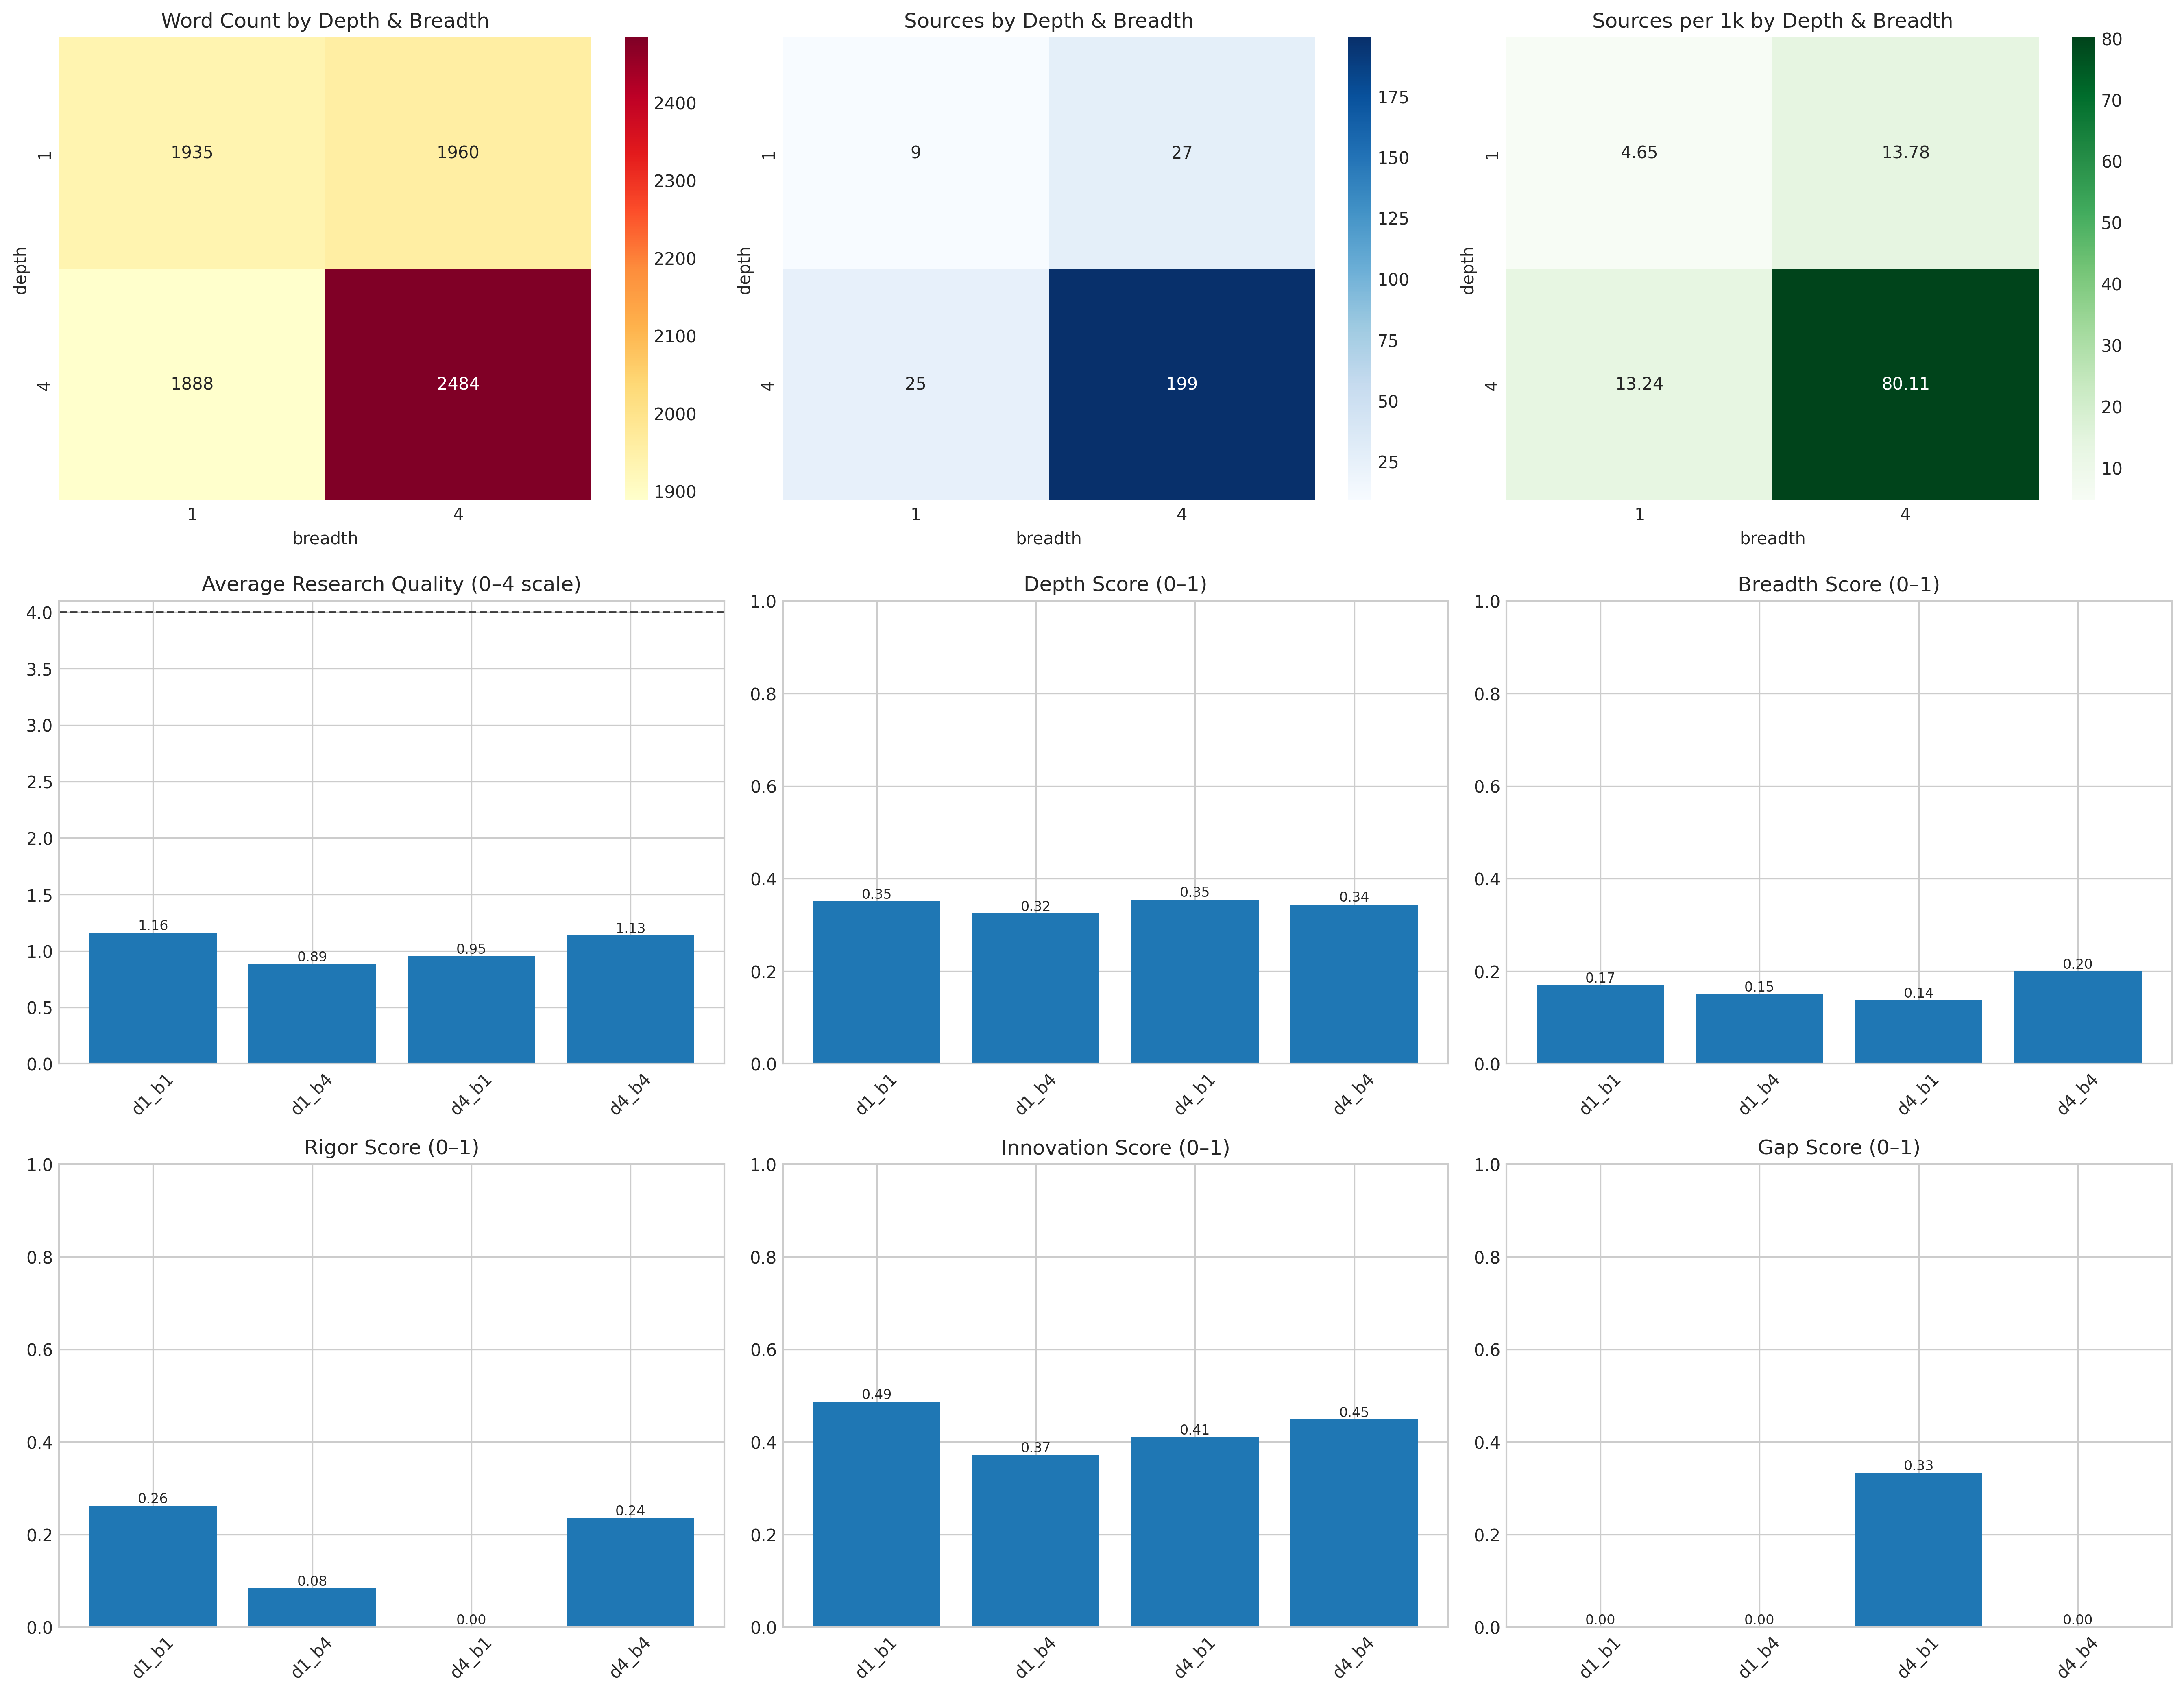 Word Count by Depth & Breadth
1935 1960
1888 2484
1
4
depth
1 4
breadth
2400
2300
2200
2100
2000
1900
Sources by Depth & Breadth
9 27
25 199
1
4
depth
1 4
breadth
175
150
125
100
75
50
25
Sources per 1k by Depth & Breadth
4.65 13.78
13.24 80.11
1
4
depth
1 4
breadth
80
70
60
50
40
30
20
10
Average Research Quality (0–4 scale)
4.0
3.5
3.0
2.5
2.0
1.5
1.0
0.5
0.0
1.16 0.89 0.95 1.13
d1_b1 d1_b4 d4_b1 d4_b4
Depth Score (0–1)
1.0
0.8
0.6
0.4
0.2
0.0
0.35 0.32 0.35 0.34
d1_b1 d1_b4 d4_b1 d4_b4
Breadth Score (0–1)
1.0
0.8
0.6
0.4
0.2
0.0
0.17 0.15 0.14 0.20
d1_b1 d1_b4 d4_b1 d4_b4
Rigor Score (0–1)
1.0
0.8
0.6
0.4
0.2
0.0
0.26 0.08 0.00 0.24
d1_b1 d1_b4 d4_b1 d4_b4
Innovation Score (0–1)
1.0
0.8
0.6
0.4
0.2
0.0
0.49 0.37 0.41 0.45
d1_b1 d1_b4 d4_b1 d4_b4
Gap Score (0–1)
1.0
0.8
0.6
0.4
0.2
0.0
0.00 0.00 0.33 0.00
d1_b1 d1_b4 d4_b1 d4_b4